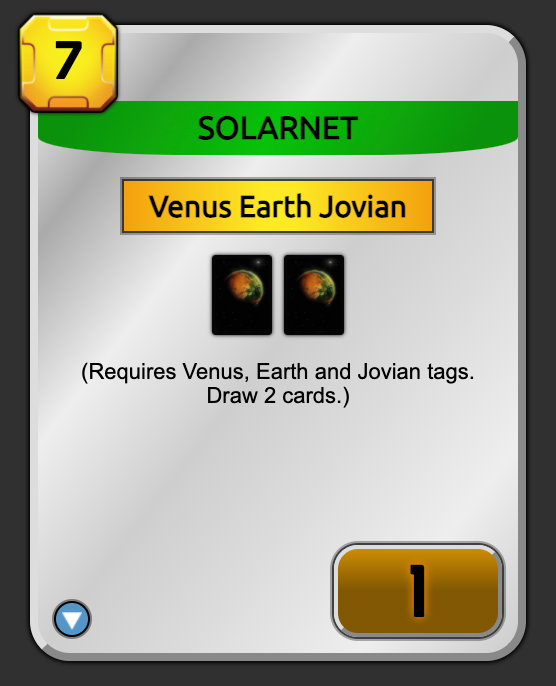 7
SOLARNET
Venus Earth Jovian
(Requires Venus, Earth and Jovian tags.
Draw 2 cards.)
1